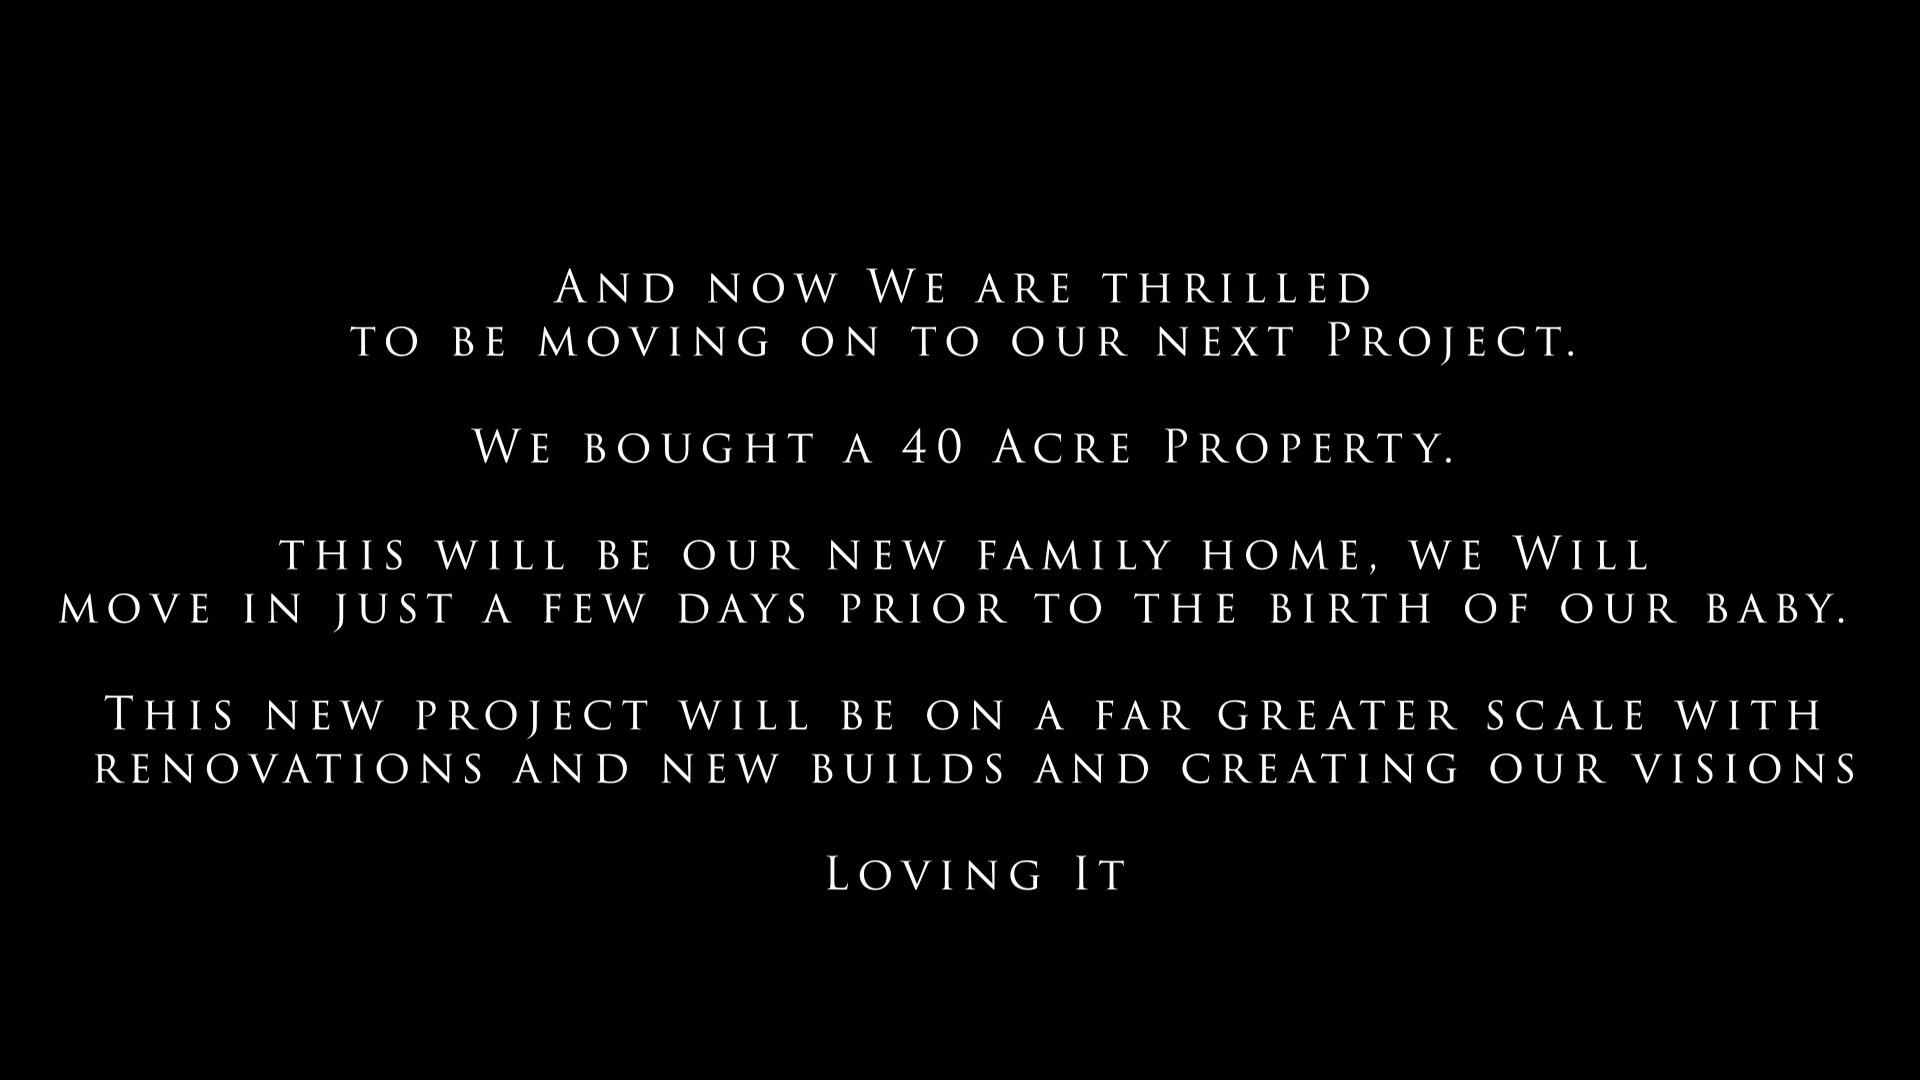 And now We are thrilled
to be moving on to our next Project.
We bought a 40 Acre Property.
this will be our new family home, we Will
move in just a few days prior to the birth of our baby.
This new project will be on a far greater scale with
renovations and new builds and creating our visions
Loving It